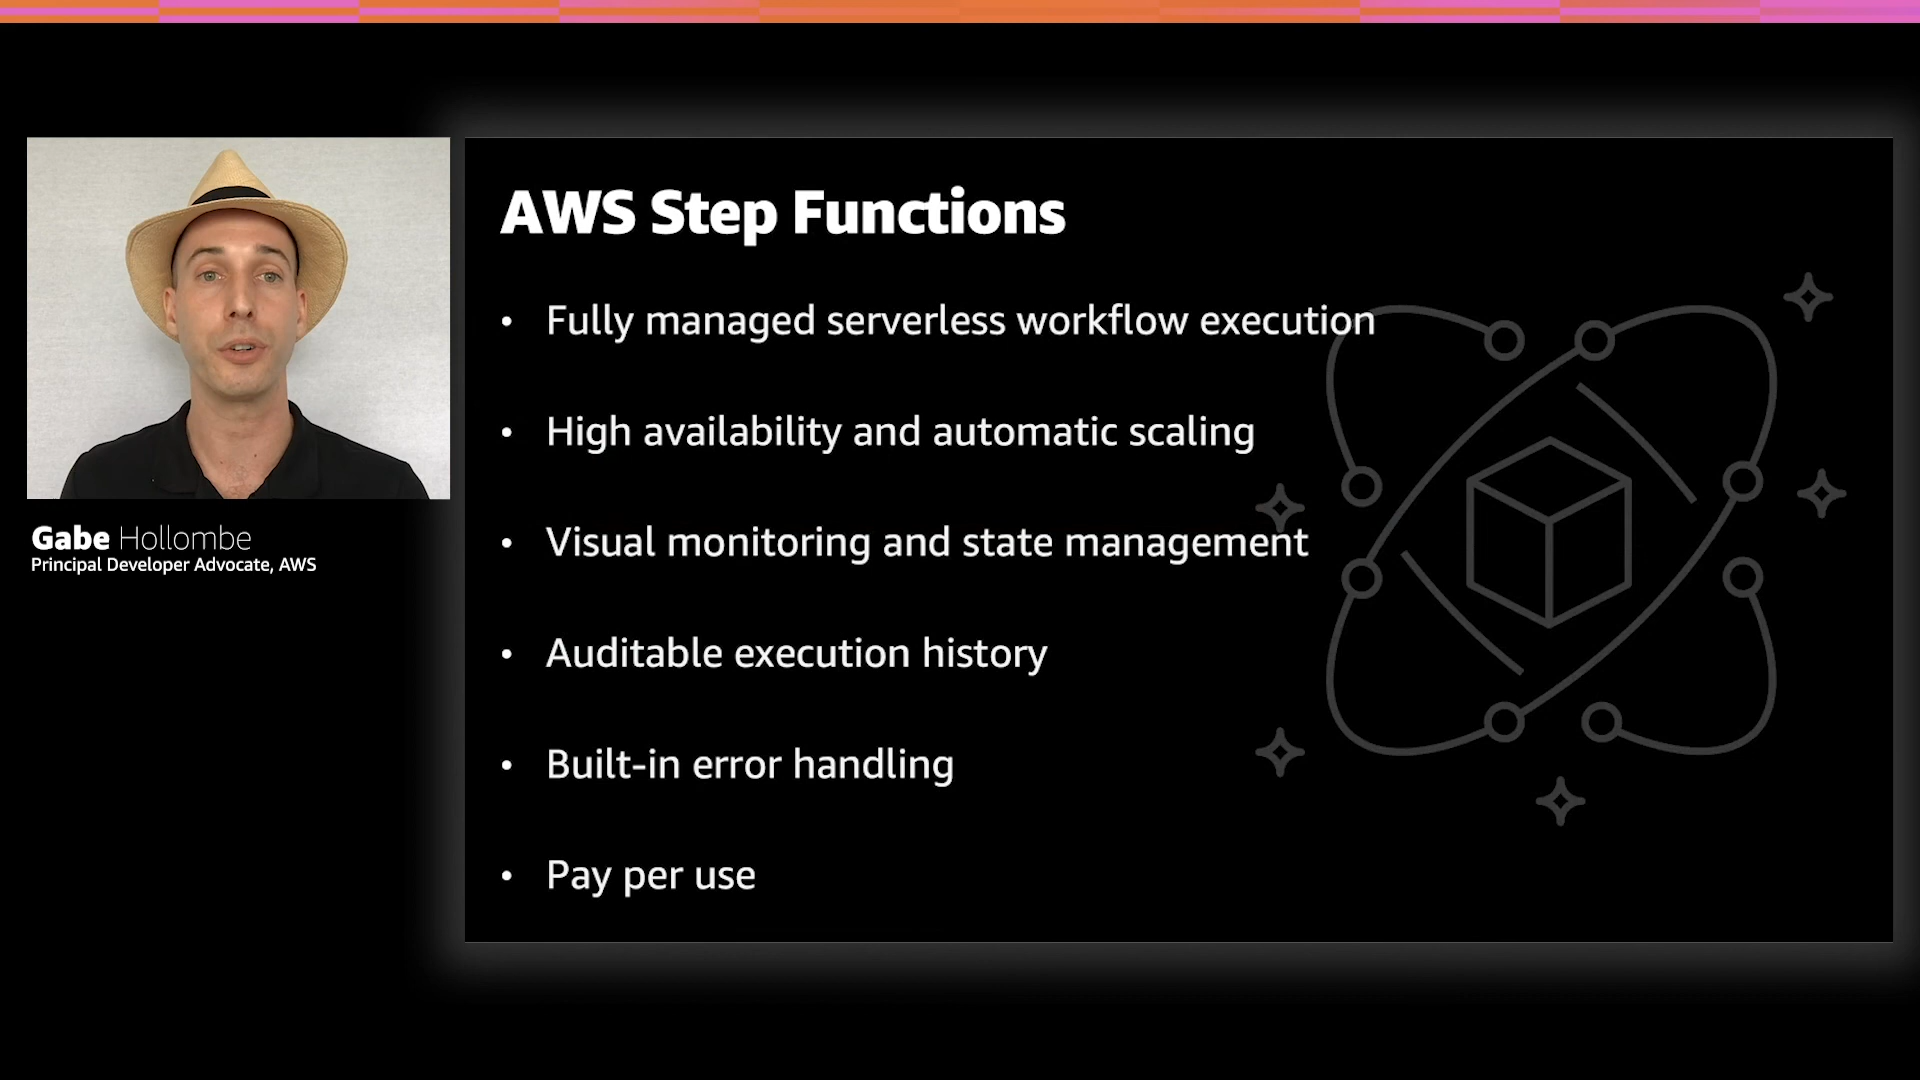 AWS Step Functions
• Fully managed serverless workflow execution
• High availability and automatic scaling
• Visual monitoring and state management
• Auditable execution history
• Built-in error handling
• Pay per use
Gabe Hollombe
Principal Developer Advocate, AWS